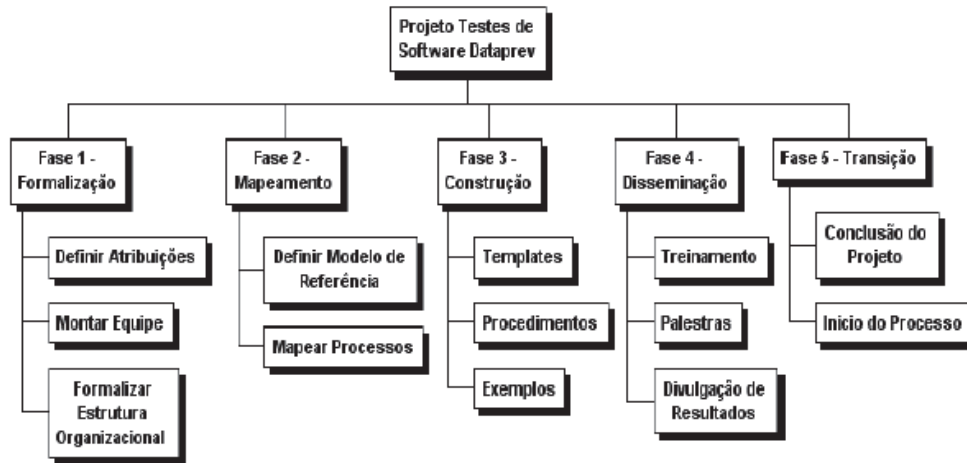 Projeto Testes de
Software Dataprev
Fase 1 -
Formalização
Definir Atribuições
Montar Equipe
Formalizar
Estrutura
Organizacional
Fase 2 -
Mapeamento
Definir Modelo de
Referência
Mapear Processos
Fase 3 -
Construção
Templates
Procedimentos
Exemplos
Fase 4 -
Disseminação
Treinamento
Palestras
Divulgação de
Resultados
Fase 5 - Transição
Conclusão do
Projeto
Início do Processo